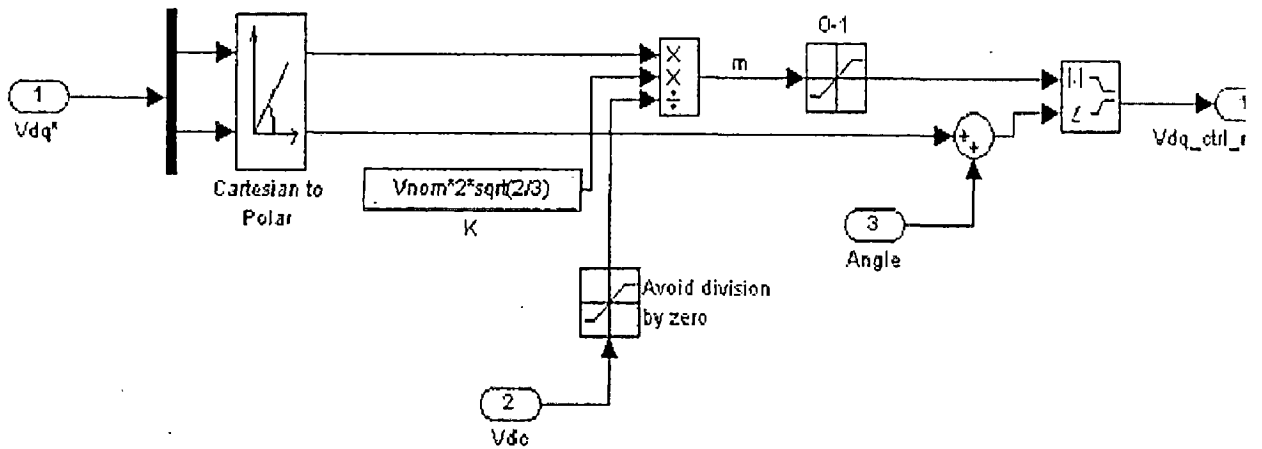 0-1
m
1
Vdq*
Cartesian to
Polar
Vnom*2*sqrt(2/3)
K
3
Angle
1
Vdq_ctrl_
Avoid division
by zero
2
Vdc